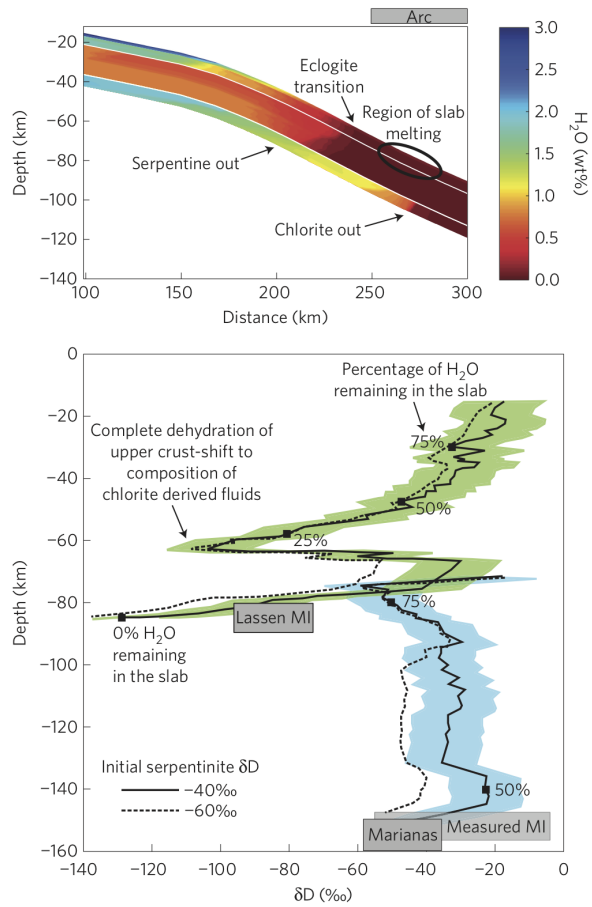 Arc
−20
−40
−60
−80
−100
−120
−140
Depth (km)
100
150
200
250
300
Distance (km)
Eclogite
transition
Region of slab
melting
Serpentine out
Chlorite out
3.0
2.5
2.0
1.5
1.0
0.5
0.0
H₂O (wt%)
0
−20
−40
−60
−80
−100
−120
−140
−160
Depth (km)
Percentage of H₂O
remaining in the slab
75%
Complete dehydration of
upper crust-shift to
composition of
chlorite derived fluids
50%
25%
75%
Lassen MI
0% H₂O
remaining
in the slab
Initial serpentinite δD
−40‰
−60‰
50%
Measured MI
Marianas
−140
−120
−100
−80
−60
−40
−20
0
δD (‰)